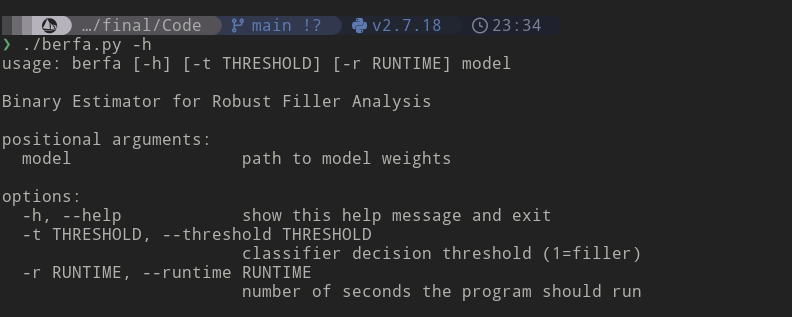 …/final/Code main !? v2.7.18 23:34
❯ ./berfa.py -h
usage: berfa [-h] [-t THRESHOLD] [-r RUNTIME] model
Binary Estimator for Robust Filler Analysis
positional arguments:
model path to model weights
options:
-h, --help show this help message and exit
-t THRESHOLD, --threshold THRESHOLD
classifier decision threshold (1=filler)
-r RUNTIME, --runtime RUNTIME
number of seconds the program should run